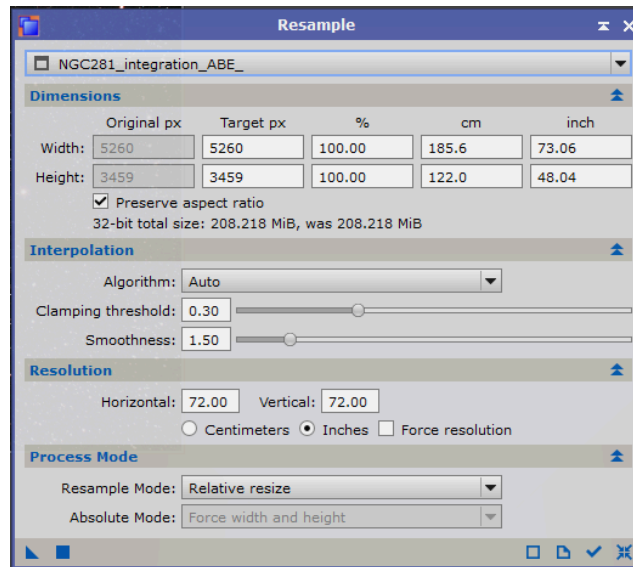 Resample
NGC281_integration_ABE_
Dimensions
Original px Target px % cm inch
Width: 5260 5260 100.00 185.6 73.06
Height: 3459 3459 100.00 122.0 48.04
Preserve aspect ratio
32-bit total size: 208.218 MiB, was 208.218 MiB
Interpolation
Algorithm: Auto
Clamping threshold: 0.30
Smoothness: 1.50
Resolution
Horizontal: 72.00 Vertical: 72.00
Centimeters Inches Force resolution
Process Mode
Resample Mode: Relative resize
Absolute Mode: Force width and height